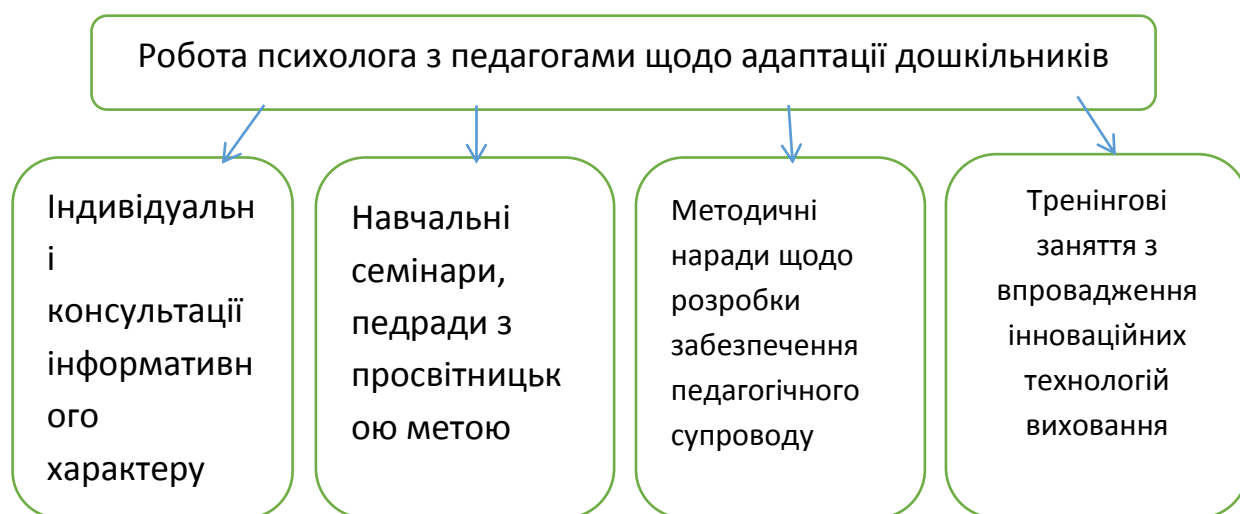 Робота психолога з педагогами щодо адаптації дошкільників
Індивідуальн
і
консультації
інформативн
ого
характеру
Навчальні
семінари,
педради з
просвітницьк
ою метою
Методичні
наради щодо
розробки
забезпечення
педагогічного
супроводу
Тренінгові
заняття з
впровадження
інноваційних
технологій
виховання